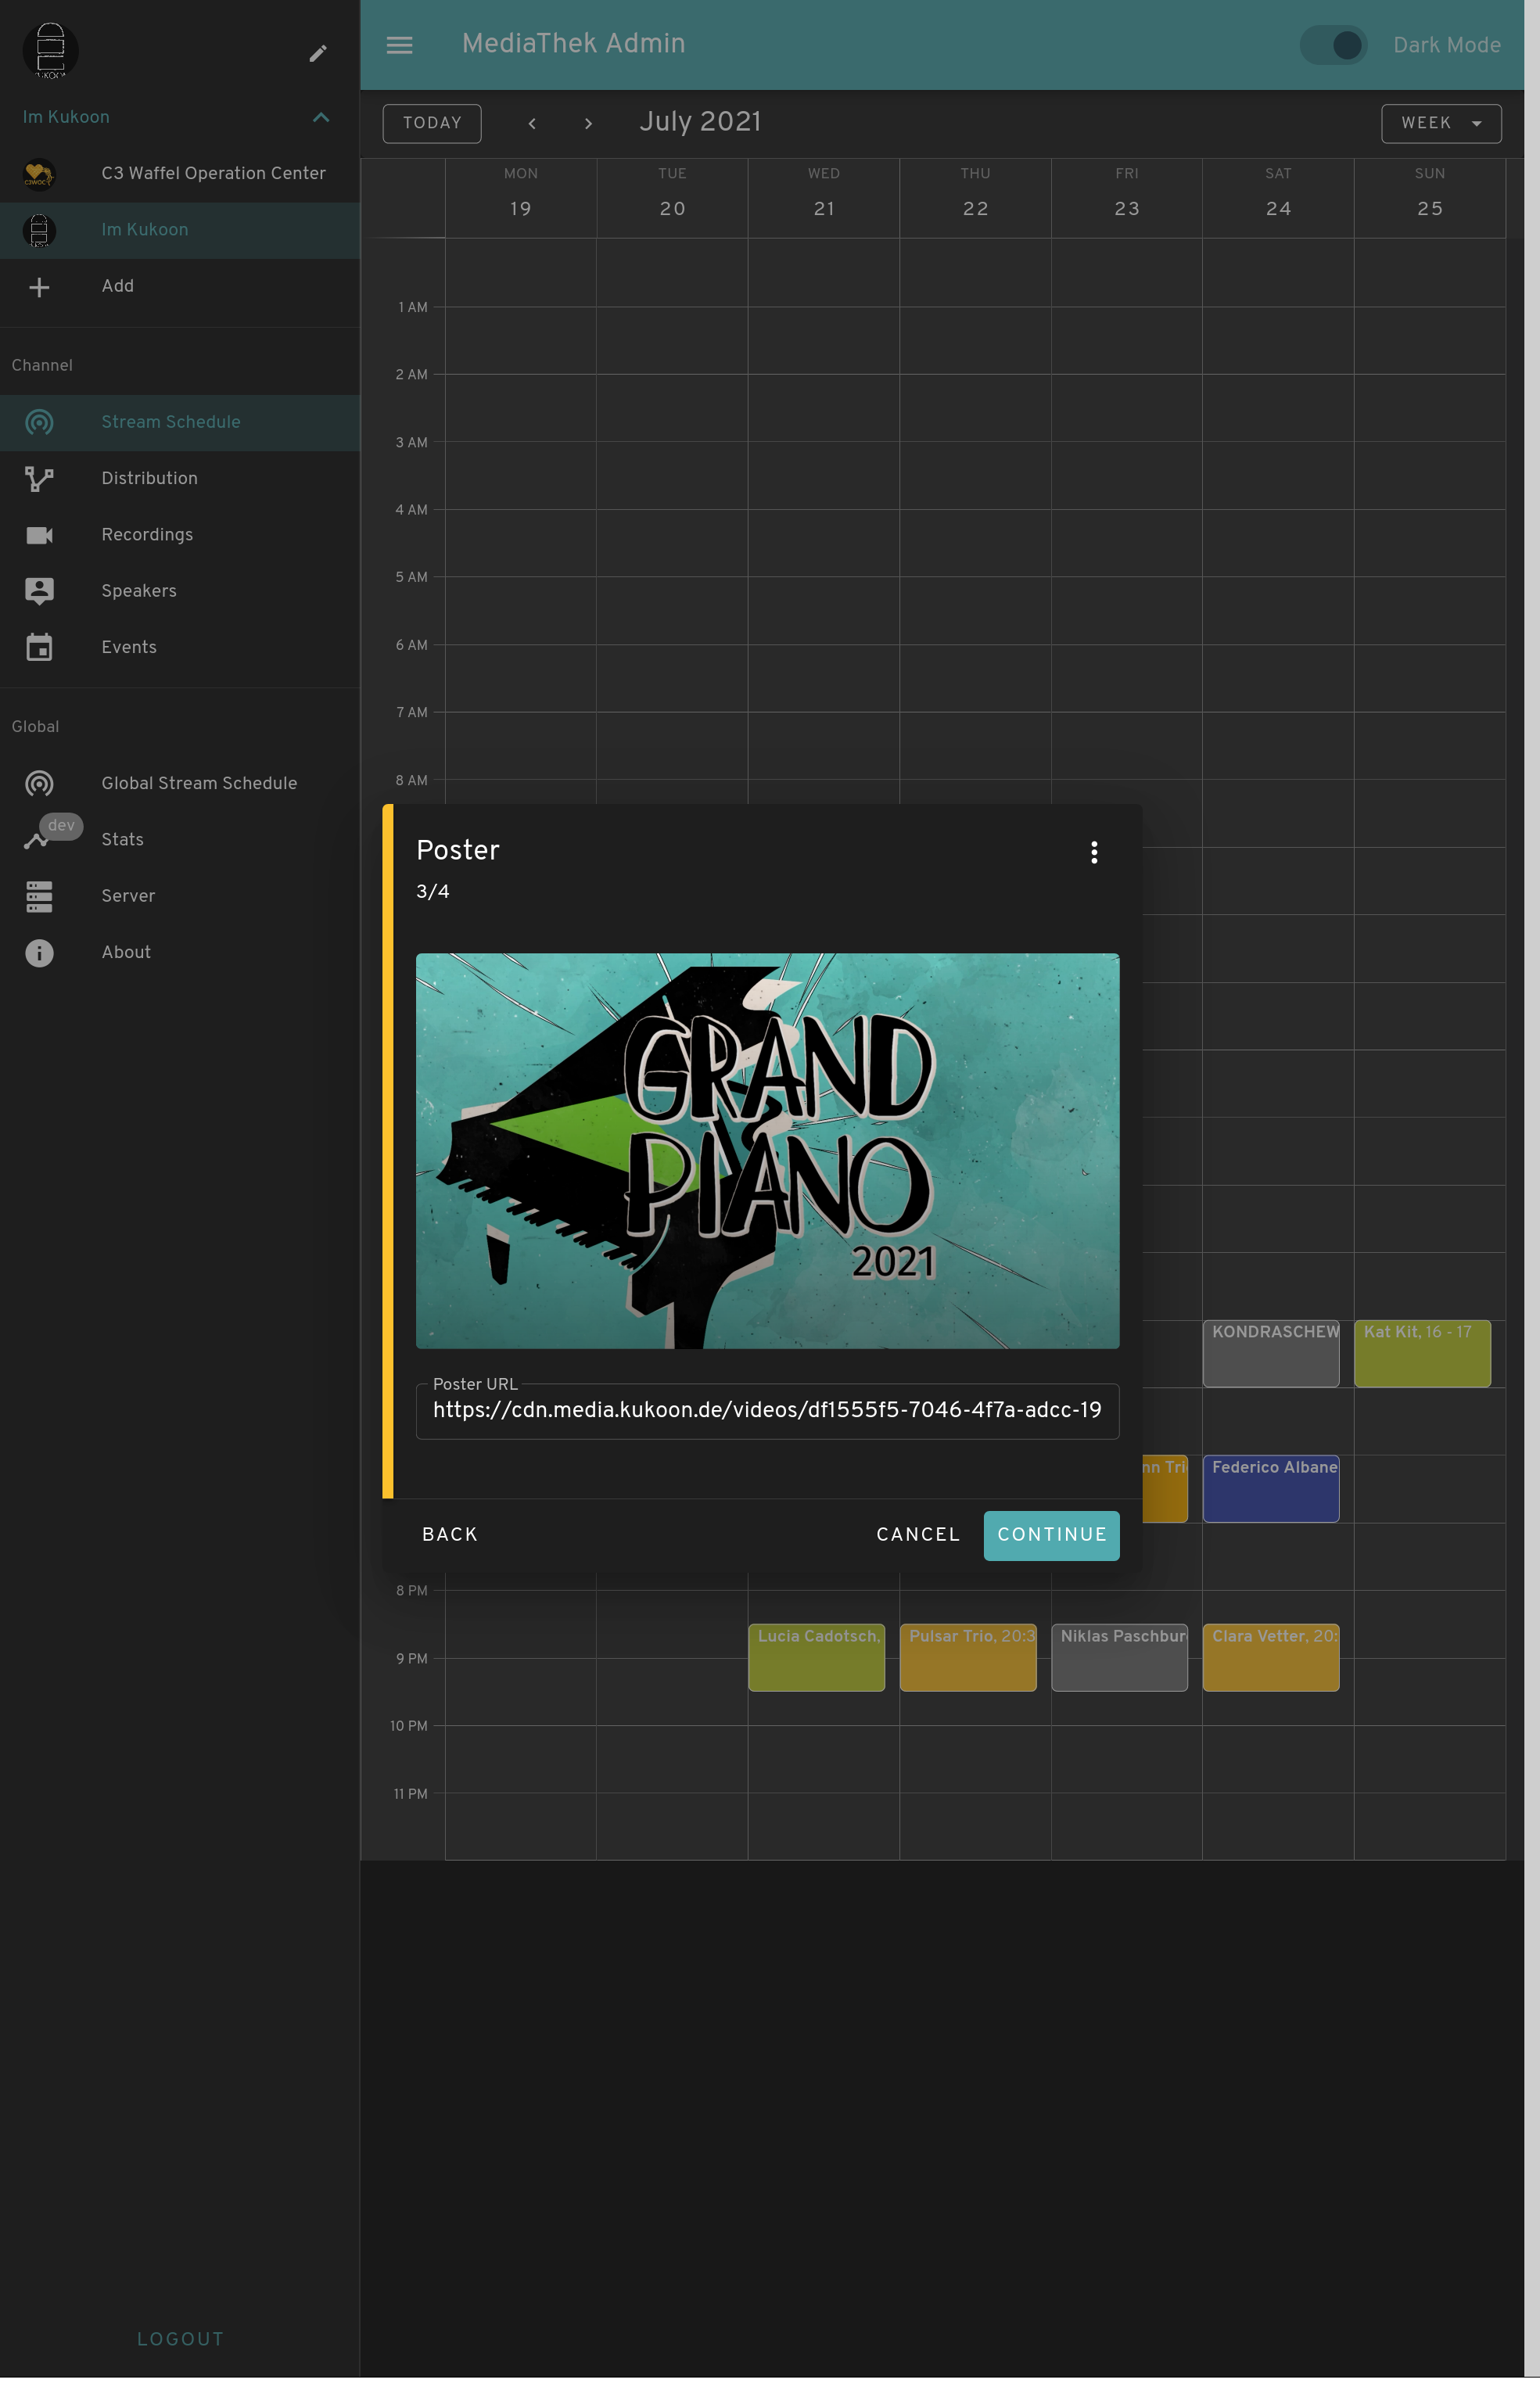 Im Kukoon
C3 Waffel Operation Center
Im Kukoon
Add
Channel
Stream Schedule
Distribution
Recordings
Speakers
Events
Global
Global Stream Schedule
dev
Stats
Server
About
LOGOUT
MediaThek Admin
Dark Mode
TODAY
July 2021
WEEK
MON TUE WED THU FRI SAT SUN
19 20 21 22 23 24 25
1 AM
2 AM
3 AM
4 AM
5 AM
6 AM
7 AM
8 AM
Poster
3/4
GRAND
PIANO
2021
Poster URL
https://cdn.media.kukoon.de/videos/df1555f5-7046-4f7a-adcc-19
BACK CANCEL CONTINUE
KONDRASCHEW Kat Kit, 16 - 17
nn Tri Federico Albane
8 PM
Lucia Cadotsch, Pulsar Trio, 20:3 Niklas Paschbur Clara Vetter, 20:
9 PM
10 PM
11 PM